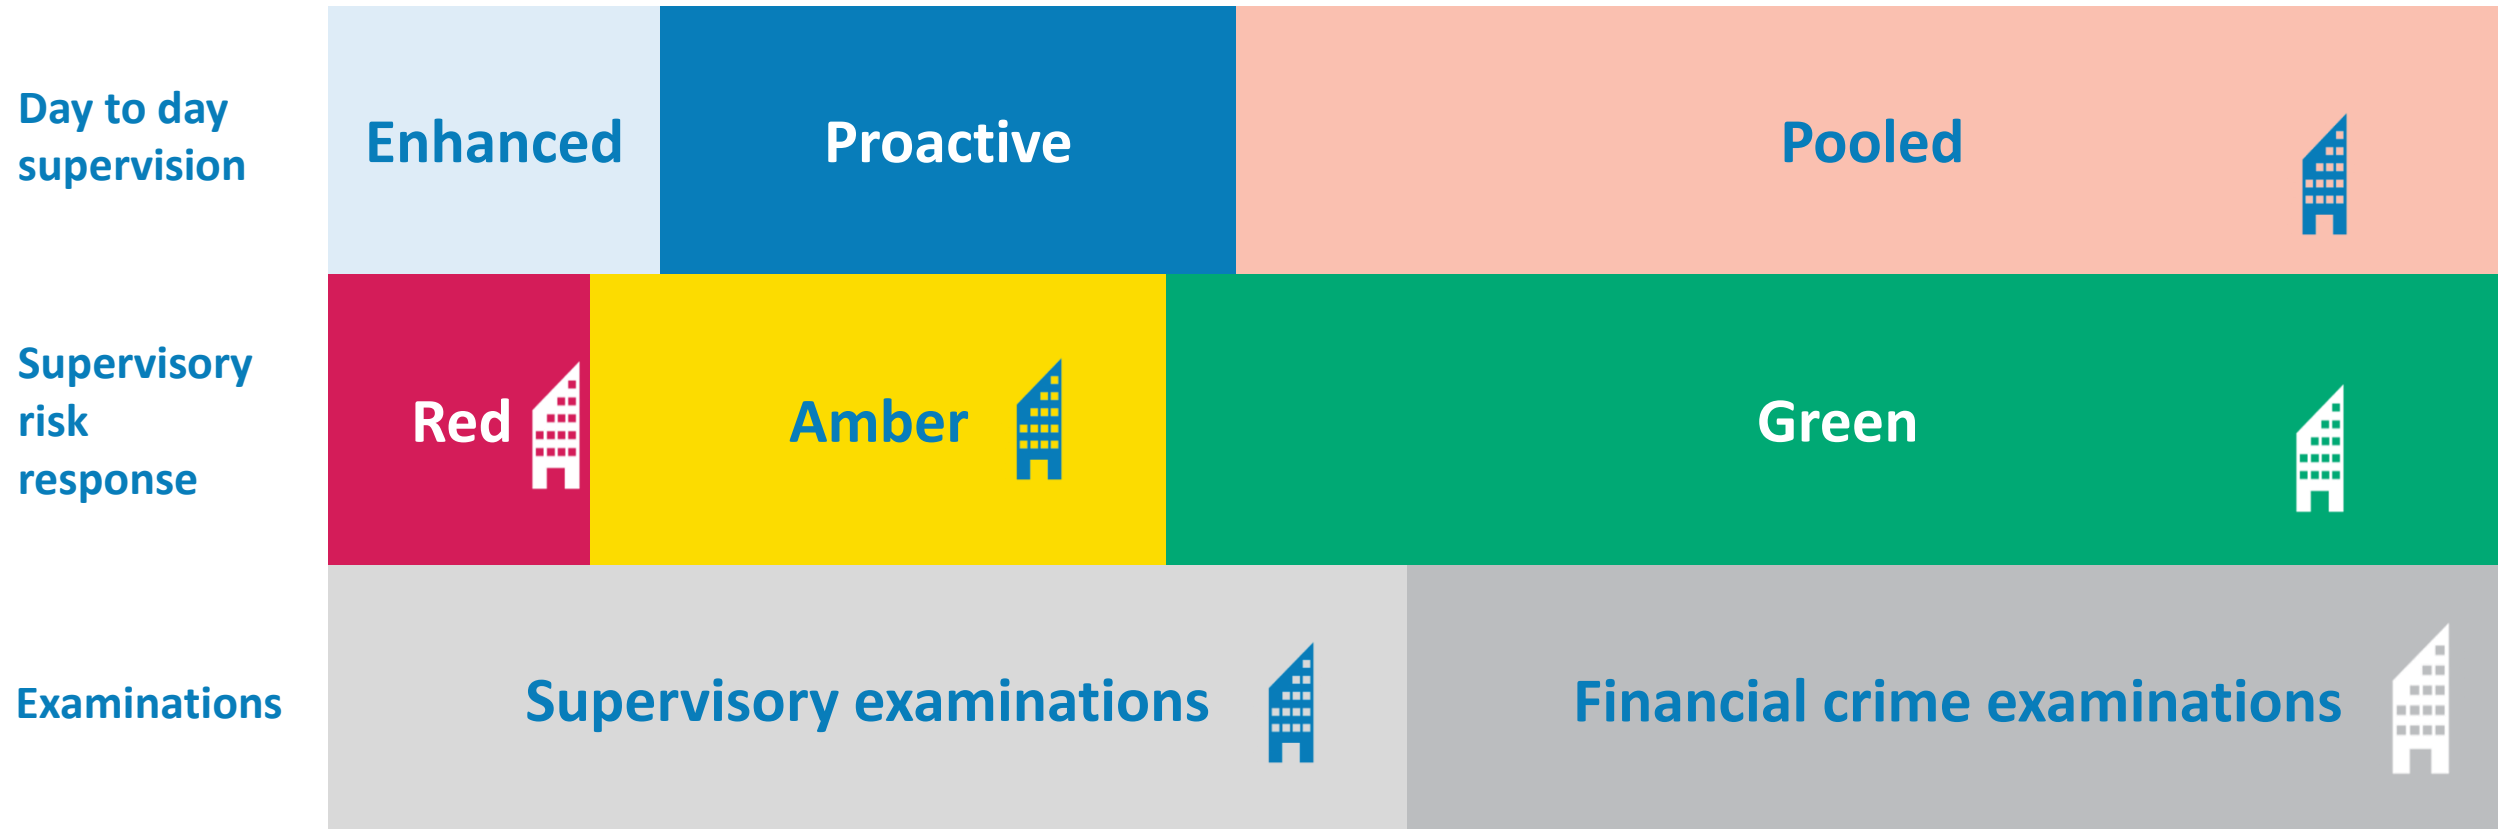 Day to day
supervision
Enhanced
Proactive
Pooled
Supervisory
risk
response
Red
Amber
Green
Examinations
Supervisory examinations
Financial crime examinations